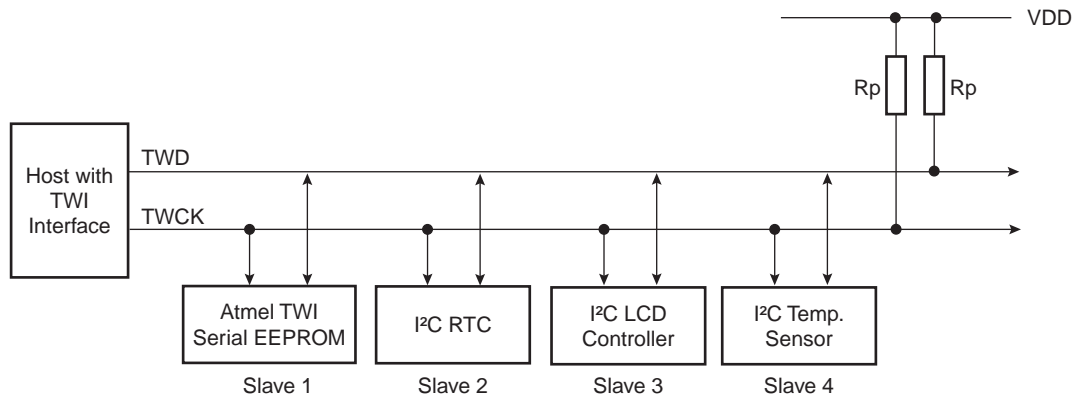 VDD
Rp
Rp
Host with
TWI
Interface
TWD
TWCK
Atmel TWI
Serial EEPROM
I²C RTC
I²C LCD
Controller
I²C Temp.
Sensor
Slave 1
Slave 2
Slave 3
Slave 4